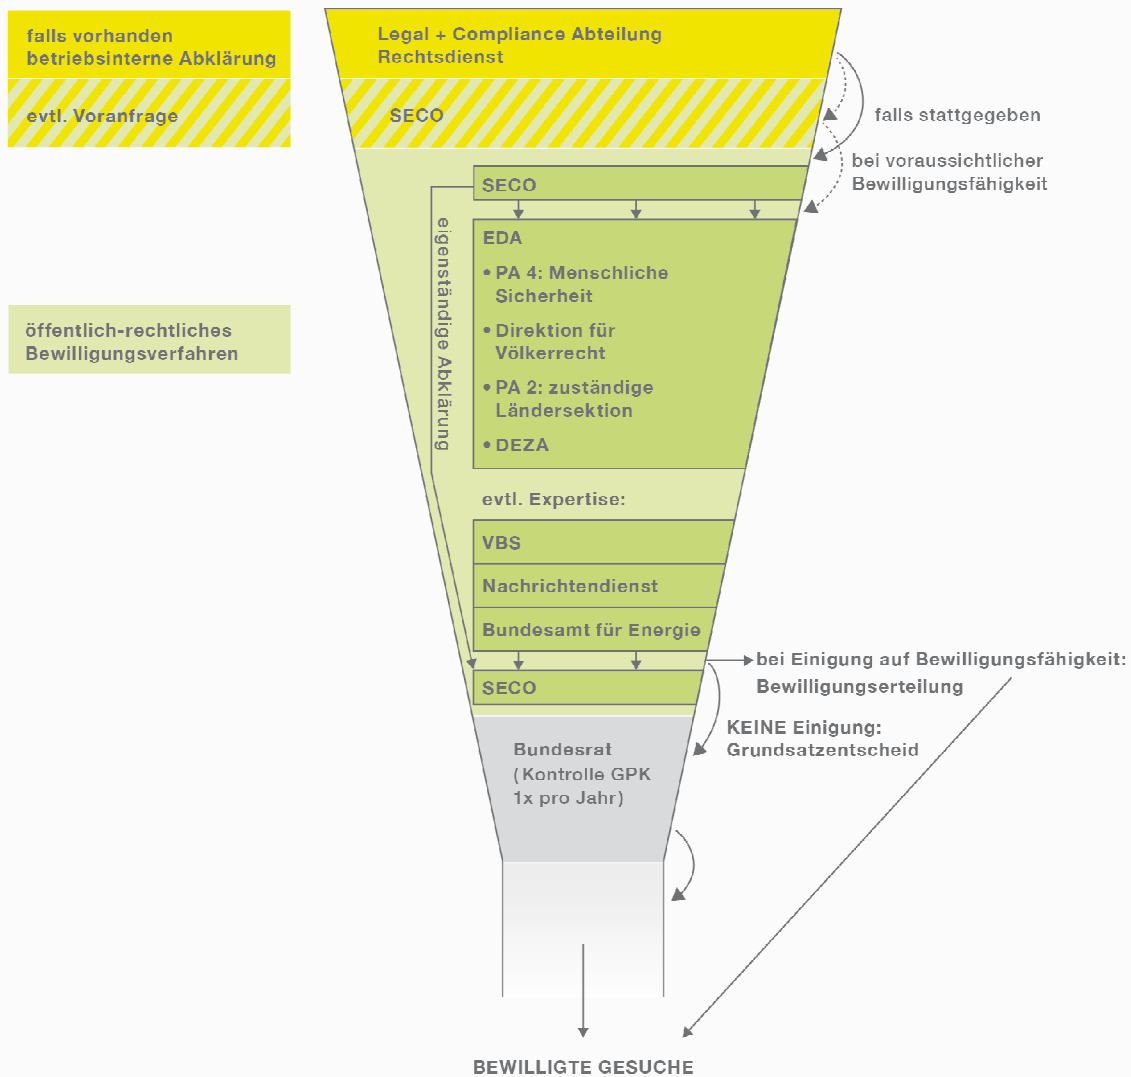 falls vorhanden
betriebsinterne Abklärung
evtl. Voranfrage
Legal + Compliance Abteilung
Rechtsdienst
SECO
falls stattgegeben
bei voraussichtlicher
Bewilligungsfähigkeit
SECO
eigenständige Abklärung
EDA
• PA 4: Menschliche
Sicherheit
• Direktion für
Völkerrecht
• PA 2: zuständige
Ländersektion
• DEZA
öffentlich-rechtliches
Bewilligungsverfahren
evtl. Expertise:
VBS
Nachrichtendienst
Bundesamt für Energie
SECO
bei Einigung auf Bewilligungsfähigkeit:
Bewilligungserteilung
KEINE Einigung:
Grundsatzentscheid
Bundesrat
(Kontrolle GPK
1x pro Jahr)
BEWILLIGTE GESUCHE